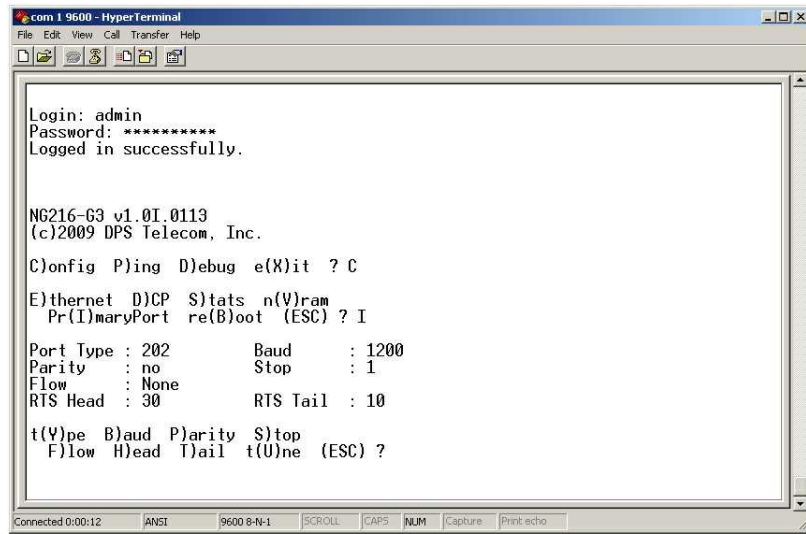 com 1 9600 - HyperTerminal
File Edit View Call Transfer Help
Login: admin
Password: **********
Logged in successfully.
NG216-G3 v1.0I.0113
(c)2009 DPS Telecom, Inc.
C)onfig P)ing D)ebug e(X)it ? C
E)thernet D)CP S)tats n(V)ram
Pr(I)maryPort re(B)oot (ESC) ? I
Port Type : 202 Baud : 1200
Parity : no Stop : 1
Flow : None
RTS Head : 30 RTS Tail : 10
t(Y)pe B)aud P)arity S)top
F)low H)ead T)ail t(U)ne (ESC) ?
Connected 0:00:12 ANSI 9600 8-N-1 SCROLL CAPS NUM Capture Print echo